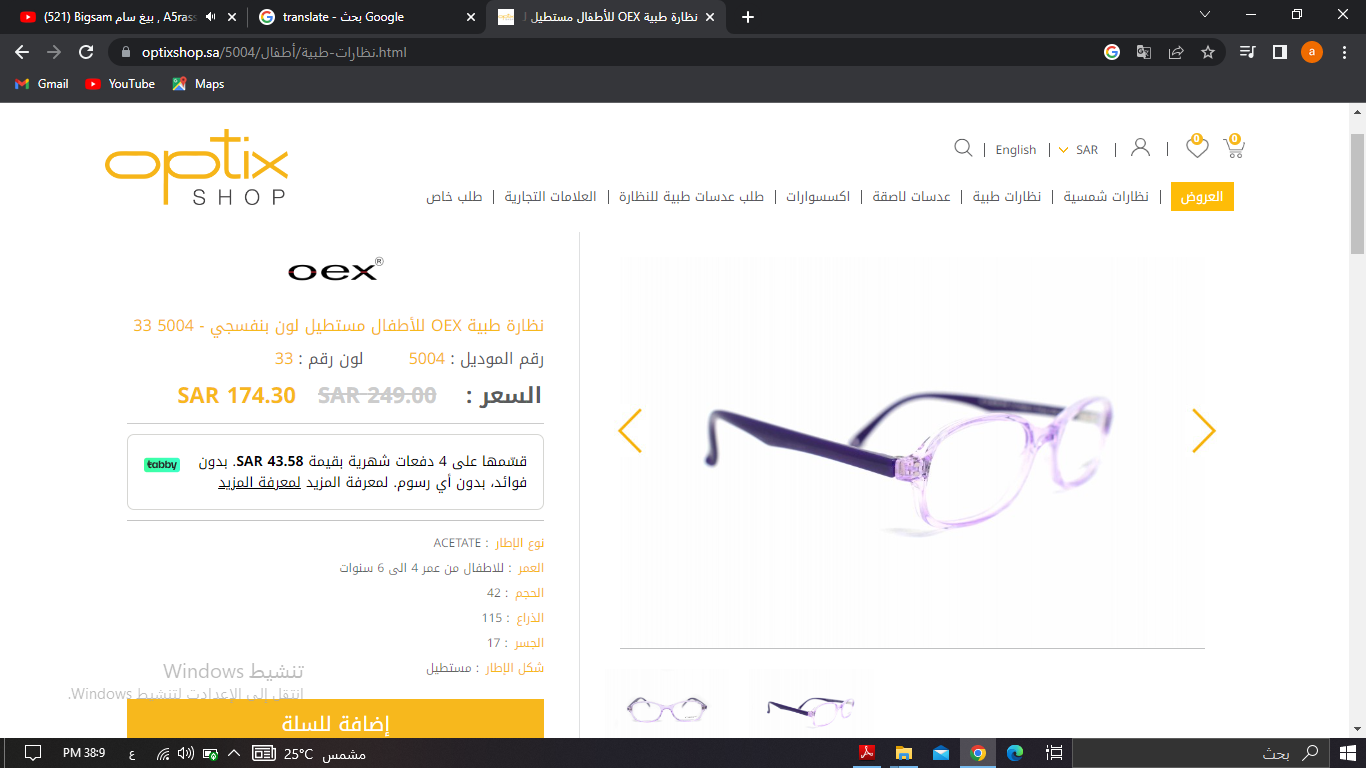 (521) Bigsam بيغ سام , A5rass
translate - بحث Google
نظارة طبية OEX للأطفال مستطيل ل
optixshop.sa/5004/نظارات-طبية/أطفال.html
a
Gmail
YouTube
Maps
optix
SHOP
English
SAR
0
0
العروض
نظارات شمسية
نظارات طبية
عدسات لاصقة
اكسسوارات
طلب عدسات طبية للنظارة
العلامات التجارية
طلب خاص
oex®
نظارة طبية OEX للأطفال مستطيل لون بنفسجي - 5004 33
رقم الموديل : 5004 لون رقم : 33
السعر : SAR 249.00 SAR 174.30
قسّمها على 4 دفعات شهرية بقيمة SAR 43.58. بدون
فوائد، بدون أي رسوم. لمعرفة المزيد لمعرفة المزيد
tabby
نوع الإطار : ACETATE
العمر : للاطفال من عمر 4 الى 6 سنوات
الحجم : 42
الذراع : 115
الجسر : 17
شكل الإطار : مستطيل
تنشيط Windows
انتقل إلى الإعدادت لتنشيط Windows.
إضافة للسلة
PM 38:9
ع
25°C مشمس
بحث